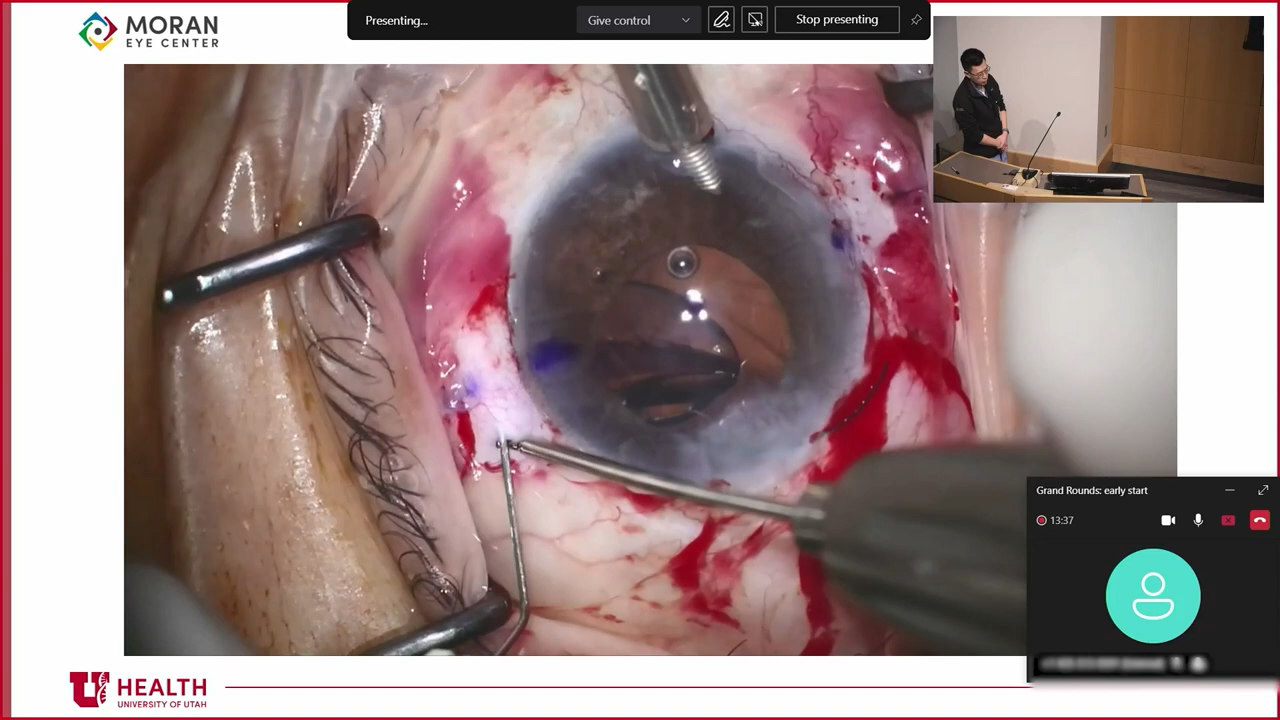 MORAN
EYE CENTER
Presenting...
Give control
Stop presenting
Grand Rounds: early start
13:37
U
HEALTH
UNIVERSITY OF UTAH